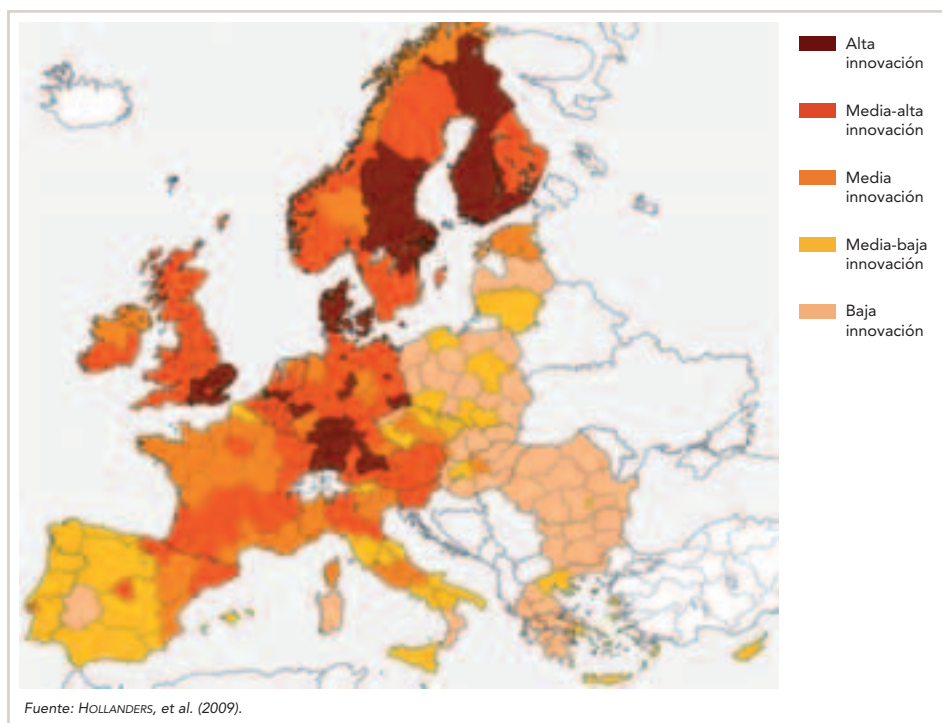 Alta
innovación
Media-alta
innovación
Media
innovación
Media-baja
innovación
Baja
innovación
Fuente: HOLLANDERS, et al. (2009).